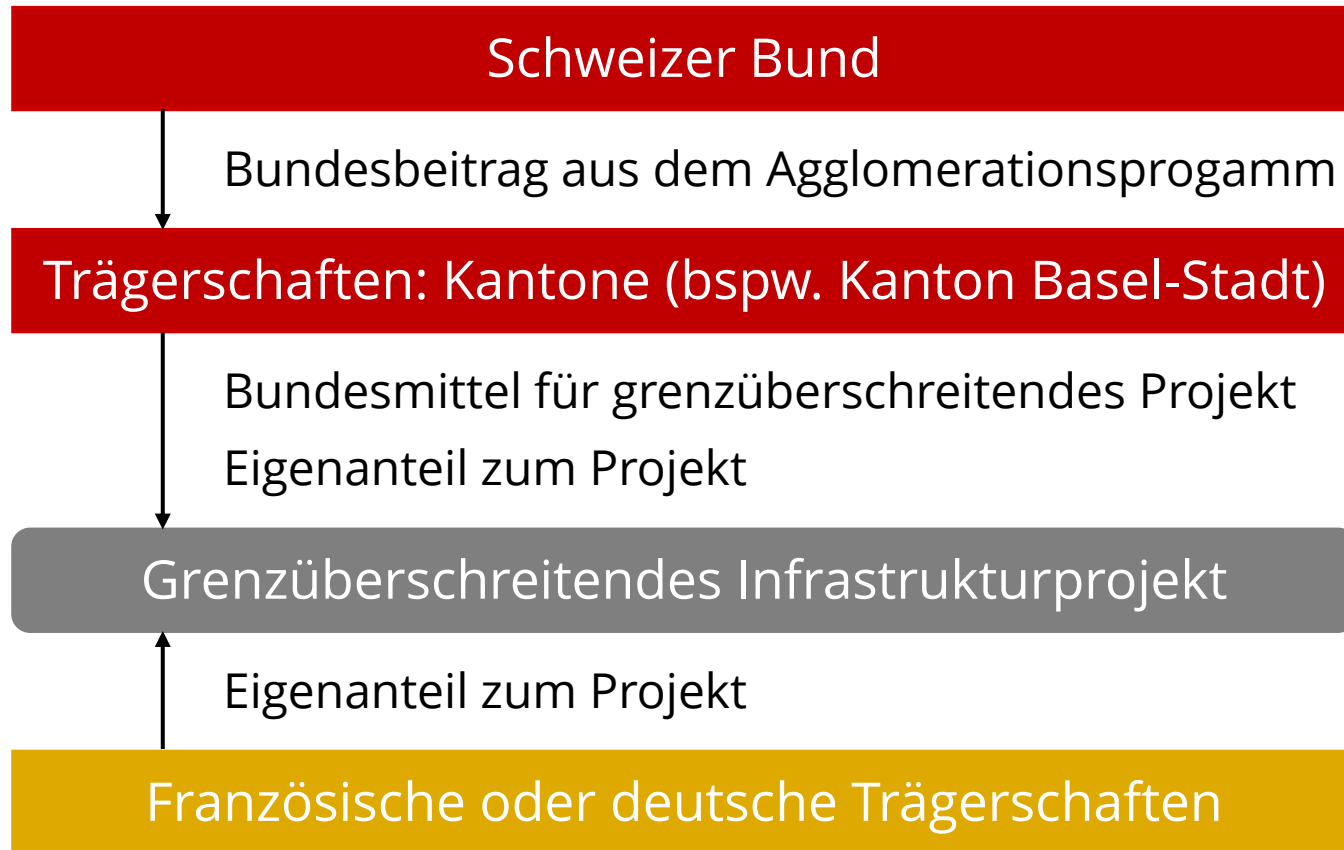 Schweizer Bund
Bundesbeitrag aus dem Agglomerationsprogamm
Trägerschaften: Kantone (bspw. Kanton Basel-Stadt)
Bundesmittel für grenzüberschreitendes Projekt
Eigenanteil zum Projekt
Grenzüberschreitendes Infrastrukturprojekt
Eigenanteil zum Projekt
Französische oder deutsche Trägerschaften